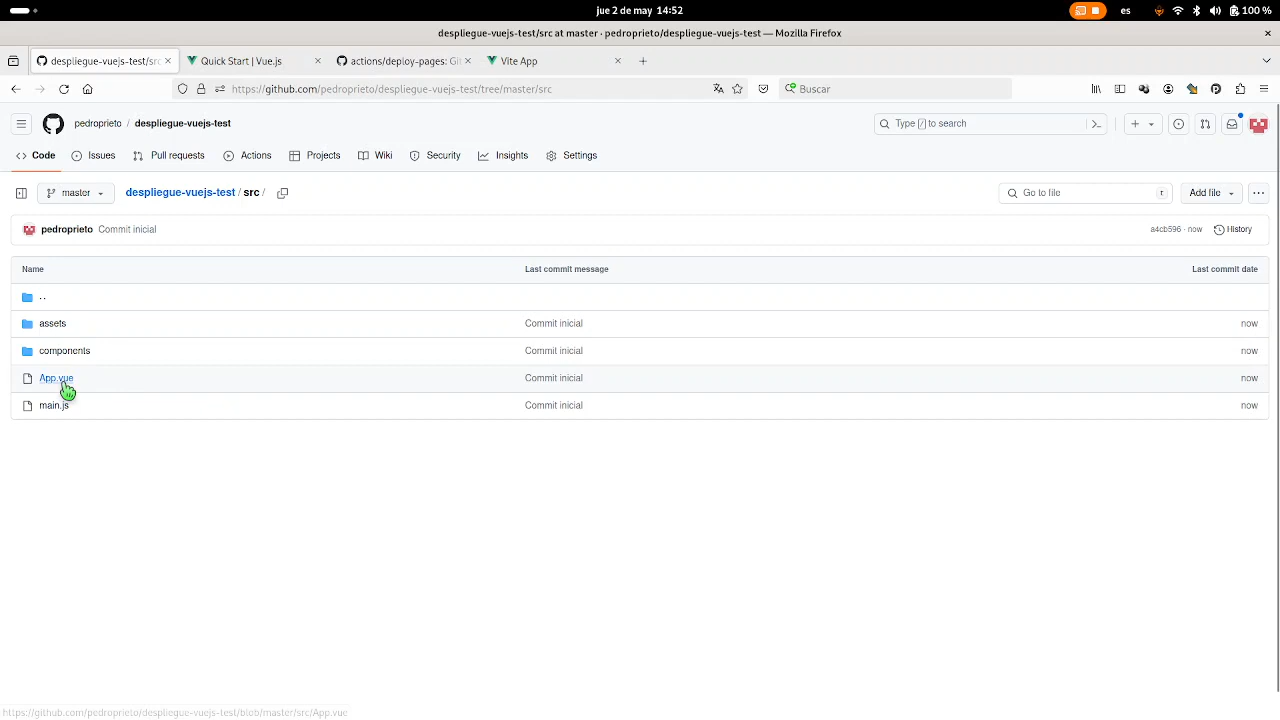 jue 2 de may 14:52
es
100 %
despliegue-vuejs-test/src at master · pedroprieto/despliegue-vuejs-test — Mozilla Firefox
despliegue-vuejs-test/src
Quick Start | Vue.js
actions/deploy-pages: Git
Vite App
https://github.com/pedroprieto/despliegue-vuejs-test/tree/master/src
Buscar
pedroprieto / despliegue-vuejs-test
Type / to search
Code
Issues
Pull requests
Actions
Projects
Wiki
Security
Insights
Settings
master
despliegue-vuejs-test / src /
Go to file
t
Add file
pedroprieto Commit inicial
a4cb596 · now
History
Name
Last commit message
Last commit date
..
assets
Commit inicial
now
components
Commit inicial
now
App.vue
Commit inicial
now
main.js
Commit inicial
now
https://github.com/pedroprieto/despliegue-vuejs-test/blob/master/src/App.vue